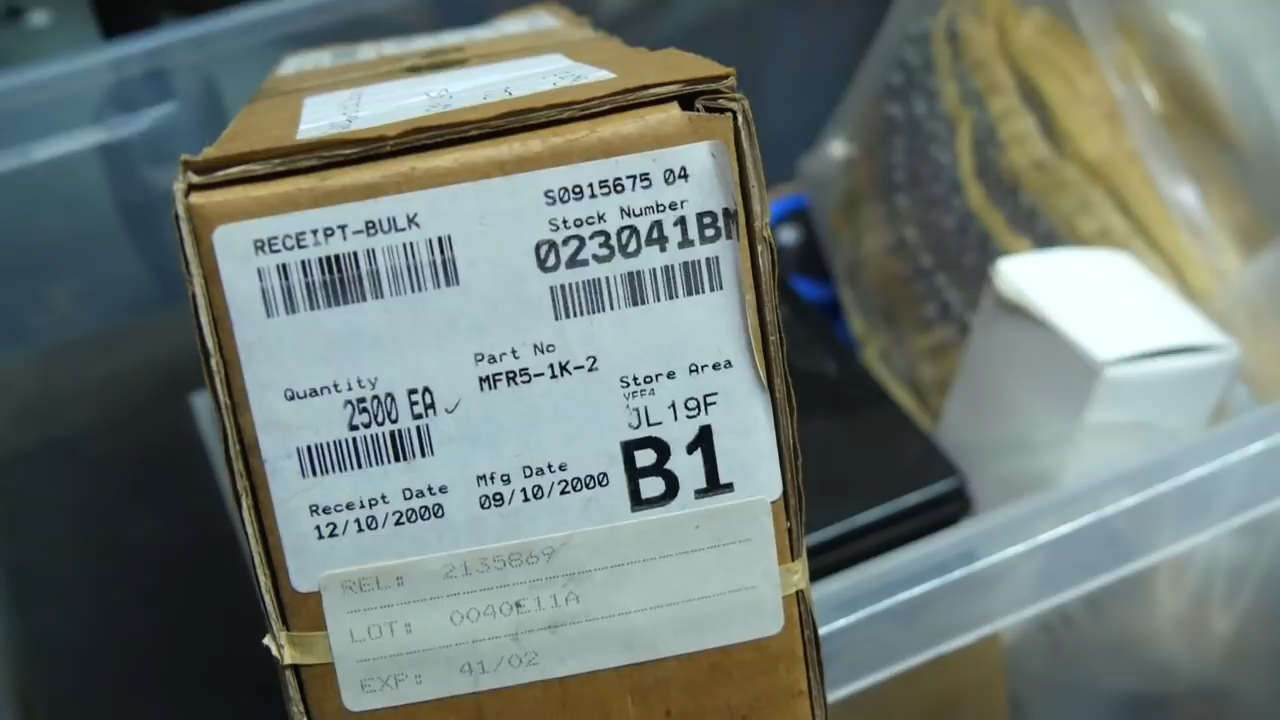 RECEIPT-BULK
S0915675 04
Stock Number
023041BM
Part No
MFR5-1K-2
Quantity
2500 EA
Store Area
JL19F
B1
Receipt Date
12/10/2000
Mfg Date
09/10/2000
REL: 2135869
LOT: 0040E11A
EXP: 41/02